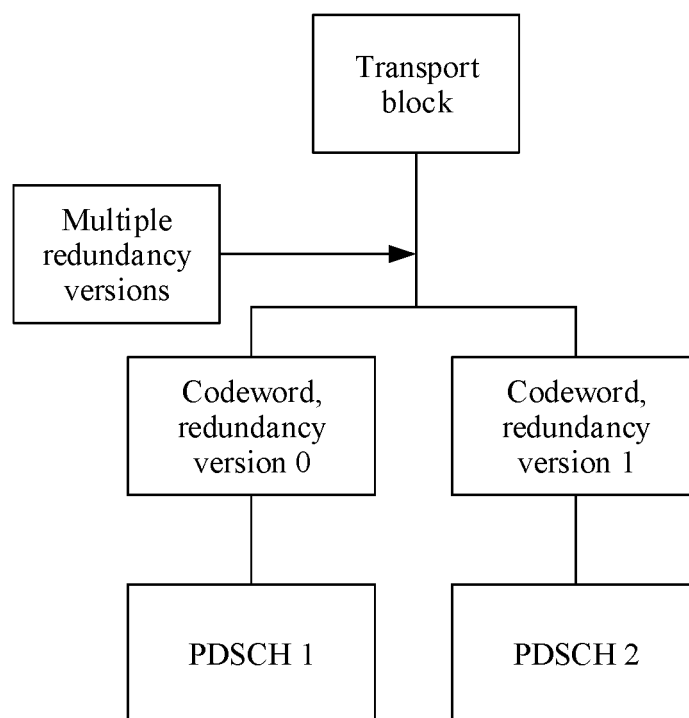 Transport
block
Multiple
redundancy
versions
Codeword,
redundancy
version 0
Codeword,
redundancy
version 1
PDSCH 1
PDSCH 2